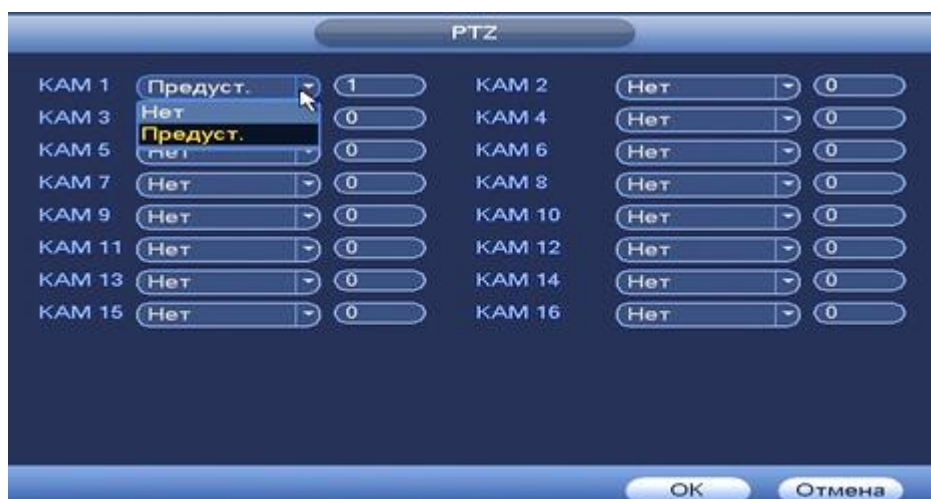 PTZ
КАМ 1 Предуст. 1 КАМ 2 Нет 0
КАМ 3 Нет 0 КАМ 4 Нет 0
Предуст.
КАМ 5 Нет 0 КАМ 6 Нет 0
КАМ 7 Нет 0 КАМ 8 Нет 0
КАМ 9 Нет 0 КАМ 10 Нет 0
КАМ 11 Нет 0 КАМ 12 Нет 0
КАМ 13 Нет 0 КАМ 14 Нет 0
КАМ 15 Нет 0 КАМ 16 Нет 0
ОК Отмена